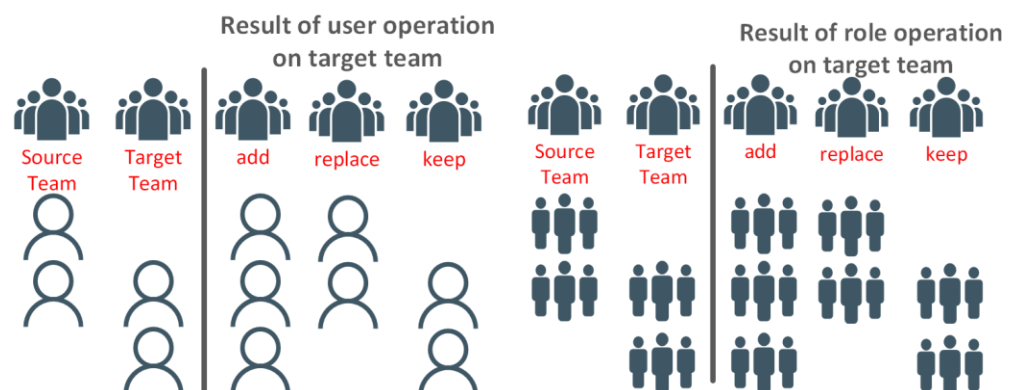 Result of user operation
on target team
Source
Team
Target
Team
add
replace
keep
Result of role operation
on target team
Source
Team
Target
Team
add
replace
keep